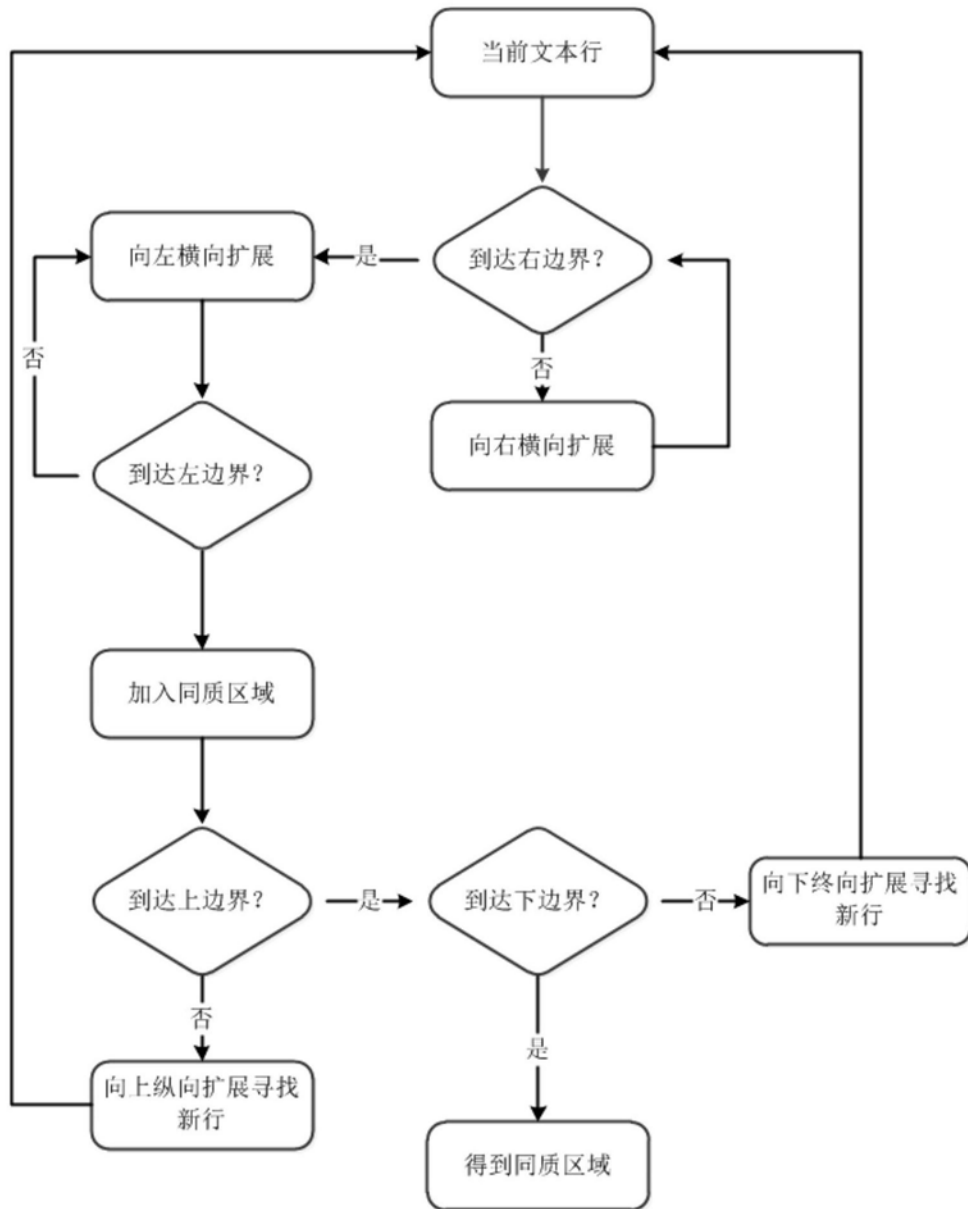 当前文本行
向左横向扩展
是
到达右边界？
否
否
向右横向扩展
到达左边界？
加入同质区域
到达上边界？
是
到达下边界？
否
向下终向扩展寻找
新行
否
是
向上纵向扩展寻找
新行
得到同质区域